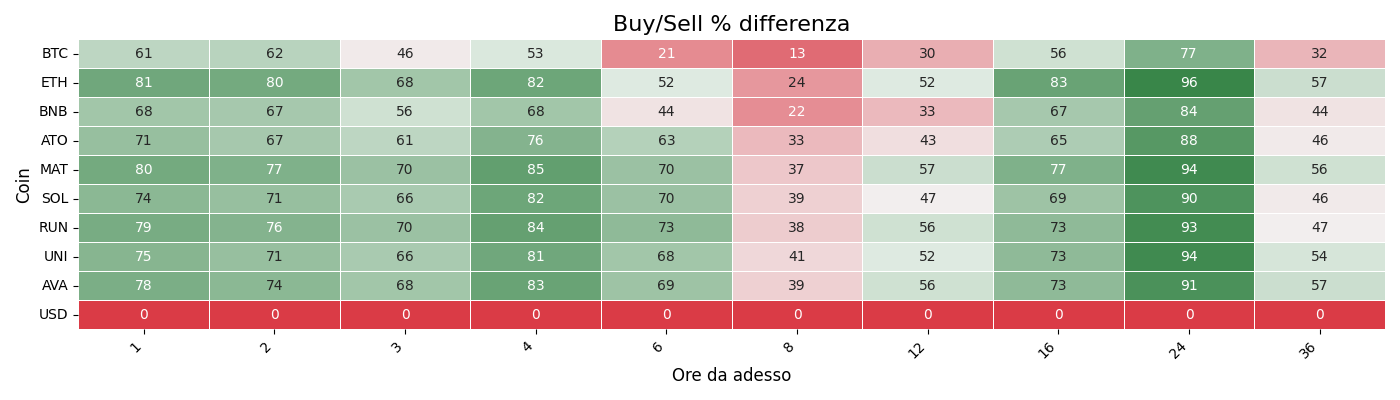 Buy/Sell % differenza
BTC 61 62 46 53 21 13 30 56 77 32
ETH 81 80 68 82 52 24 52 83 96 57
BNB 68 67 56 68 44 22 33 67 84 44
ATO 71 67 61 76 63 33 43 65 88 46
MAT 80 77 70 85 70 37 57 77 94 56
SOL 74 71 66 82 70 39 47 69 90 46
RUN 79 76 70 84 73 38 56 73 93 47
UNI 75 71 66 81 68 41 52 73 94 54
AVA 78 74 68 83 69 39 56 73 91 57
USD 0 0 0 0 0 0 0 0 0 0
Coin
1 2 3 4 6 8 12 16 24 36
Ore da adesso